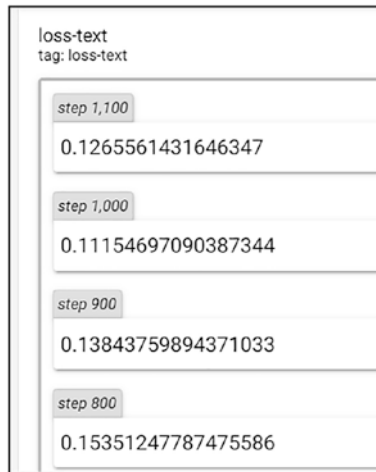 loss-text
tag: loss-text
step 1,100
0.1265561431646347
step 1,000
0.11154697090387344
step 900
0.13843759894371033
step 800
0.15351247787475586